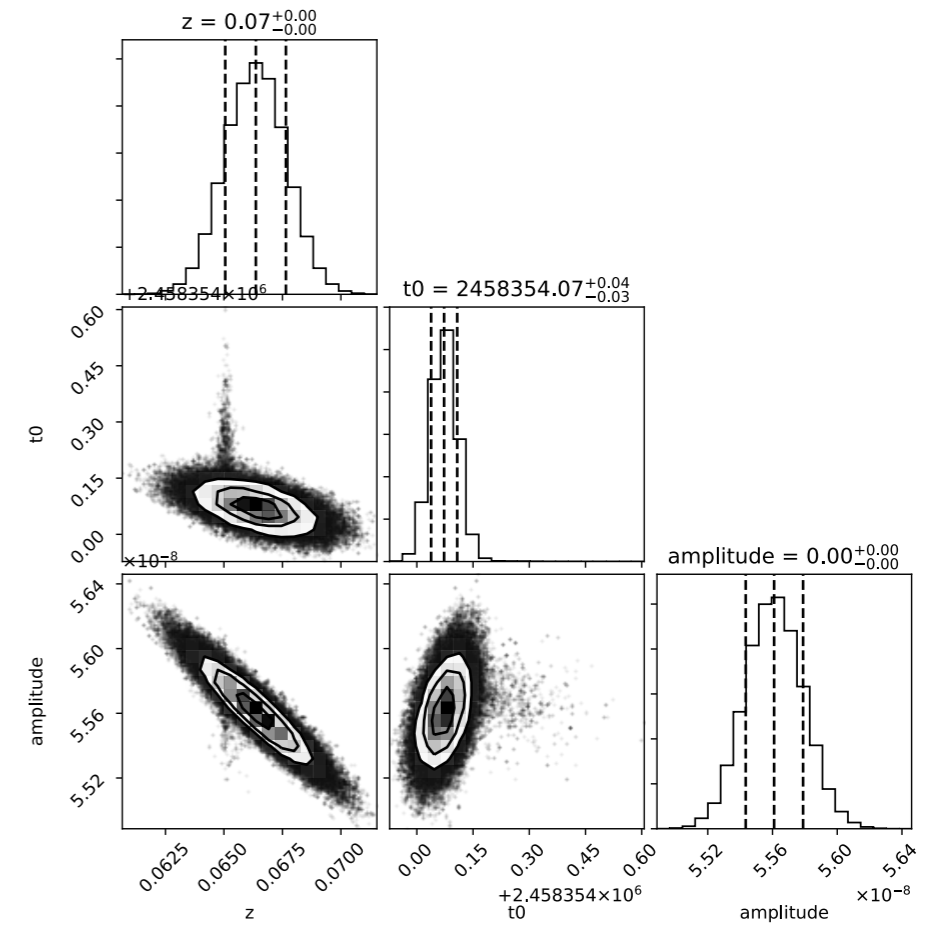 z = 0.07+0.00−0.00
+2.458354×10⁶
t0 = 2458354.07+0.04−0.03
0.60
0.45
0.30
0.15
0.00
t0
×10⁻⁸
amplitude = 0.00+0.00−0.00
5.64
5.60
5.56
5.52
amplitude
0.0625 0.0650 0.0675 0.0700
z
0.00 0.15 0.30 0.45 0.60
+2.458354×10⁶
t0
5.52 5.56 5.60 5.64
×10⁻⁸
amplitude